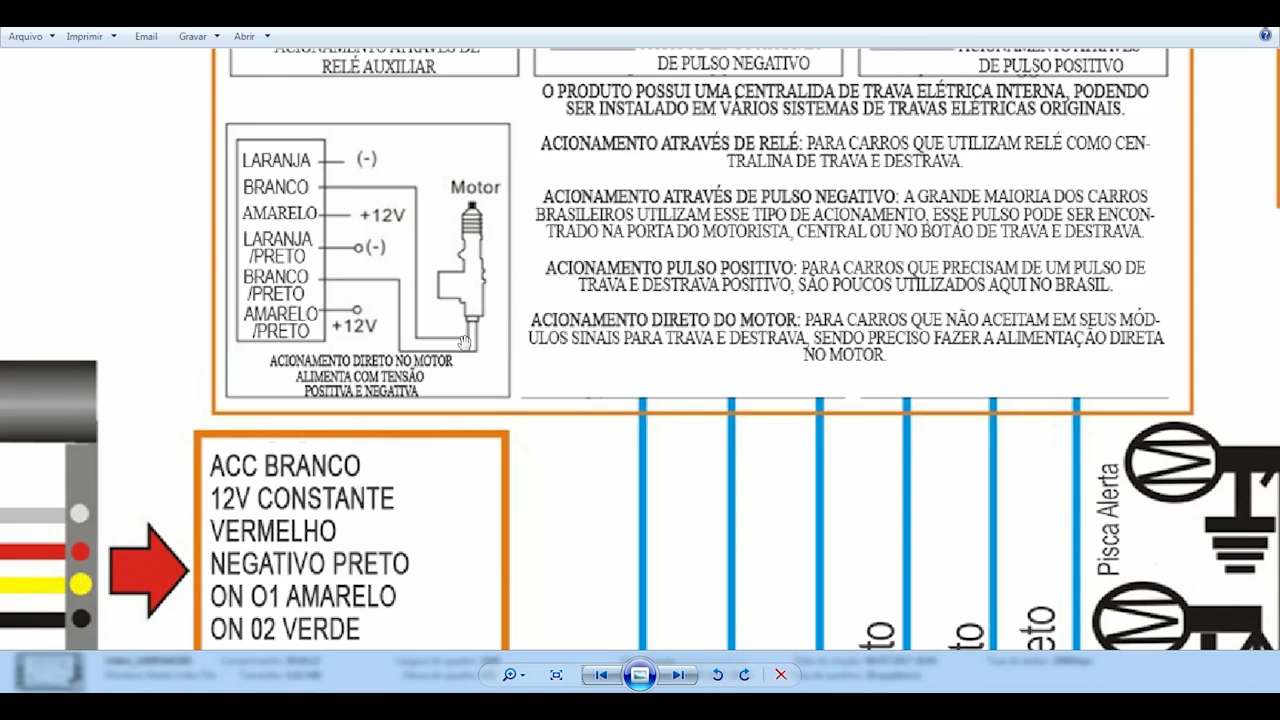 Arquivo Imprimir Email Gravar Abrir
ACIONAMENTO ATRAVÉS DE
RELÉ AUXILIAR
DE PULSO NEGATIVO
ACIONAMENTO ATRAVÉS
DE PULSO POSITIVO
O PRODUTO POSSUI UMA CENTRALIDA DE TRAVA ELÉTRICA INTERNA, PODENDO
SER INSTALADO EM VÁRIOS SISTEMAS DE TRAVAS ELÉTRICAS ORIGINAIS.
ACIONAMENTO ATRAVÉS DE RELÉ: PARA CARROS QUE UTILIZAM RELÉ COMO CEN-
TRALINA DE TRAVA E DESTRAVA.
ACIONAMENTO ATRAVÉS DE PULSO NEGATIVO: A GRANDE MAIORIA DOS CARROS
BRASILEIROS UTILIZAM ESSE TIPO DE ACIONAMENTO, ESSE PULSO PODE SER ENCON-
TRADO NA PORTA DO MOTORISTA, CENTRAL OU NO BOTÃO DE TRAVA E DESTRAVA.
ACIONAMENTO PULSO POSITIVO: PARA CARROS QUE PRECISAM DE UM PULSO DE
TRAVA E DESTRAVA POSITIVO, SÃO POUCOS UTILIZADOS AQUI NO BRASIL.
ACIONAMENTO DIRETO DO MOTOR: PARA CARROS QUE NÃO ACEITAM EM SEUS MÓD-
ULOS SINAIS PARA TRAVA E DESTRAVA, SENDO PRECISO FAZER A ALIMENTAÇÃO DIRETA
NO MOTOR.
LARANJA (-)
BRANCO
Motor
AMARELO +12V
LARANJA
/PRETO (-)
BRANCO
/PRETO
AMARELO
/PRETO +12V
ACIONAMENTO DIRETO NO MOTOR
ALIMENTA COM TENSÃO
POSITIVA E NEGATIVA
ACC BRANCO
12V CONSTANTE
VERMELHO
NEGATIVO PRETO
ON O1 AMARELO
ON 02 VERDE
Pisca Alerta